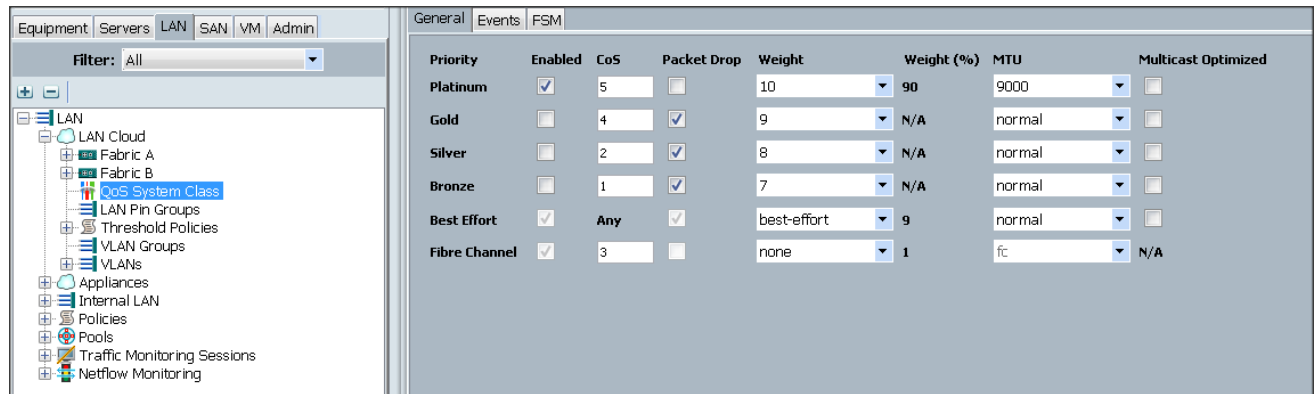 Equipment Servers LAN SAN VM Admin
Filter: All
LAN
LAN Cloud
Fabric A
Fabric B
QoS System Class
LAN Pin Groups
Threshold Policies
VLAN Groups
VLANs
Appliances
Internal LAN
Policies
Pools
Traffic Monitoring Sessions
Netflow Monitoring
General Events FSM
Priority Enabled CoS Packet Drop Weight Weight (%) MTU Multicast Optimized
Platinum 5 10 90 9000
Gold 4 9 N/A normal
Silver 2 8 N/A normal
Bronze 1 7 N/A normal
Best Effort Any best-effort 9 normal
Fibre Channel 3 none 1 fc N/A